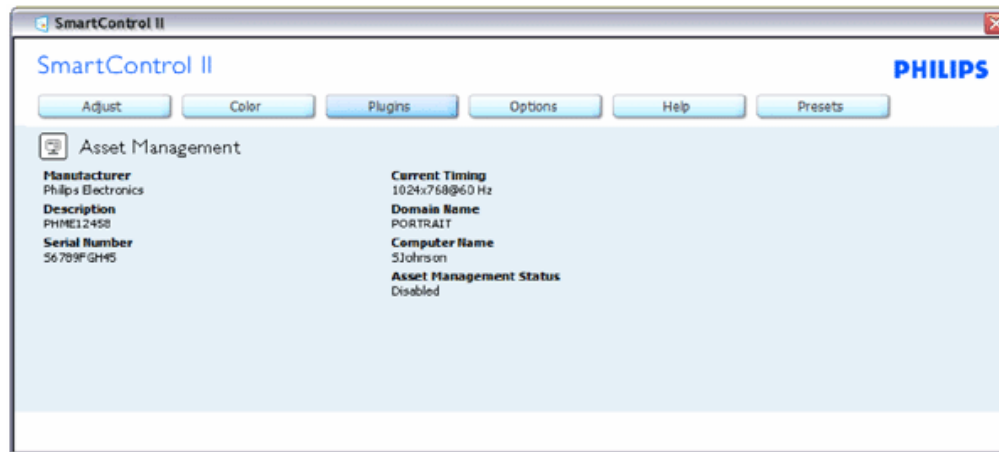 SmartControl II
SmartControl II
PHILIPS
Adjust Color Plugins Options Help Presets
Asset Management
Manufacturer
Philips Electronics
Description
PHME12458
Serial Number
56789FGH45
Current Timing
1024x768@60 Hz
Domain Name
PORTRAIT
Computer Name
SJohnson
Asset Management Status
Disabled